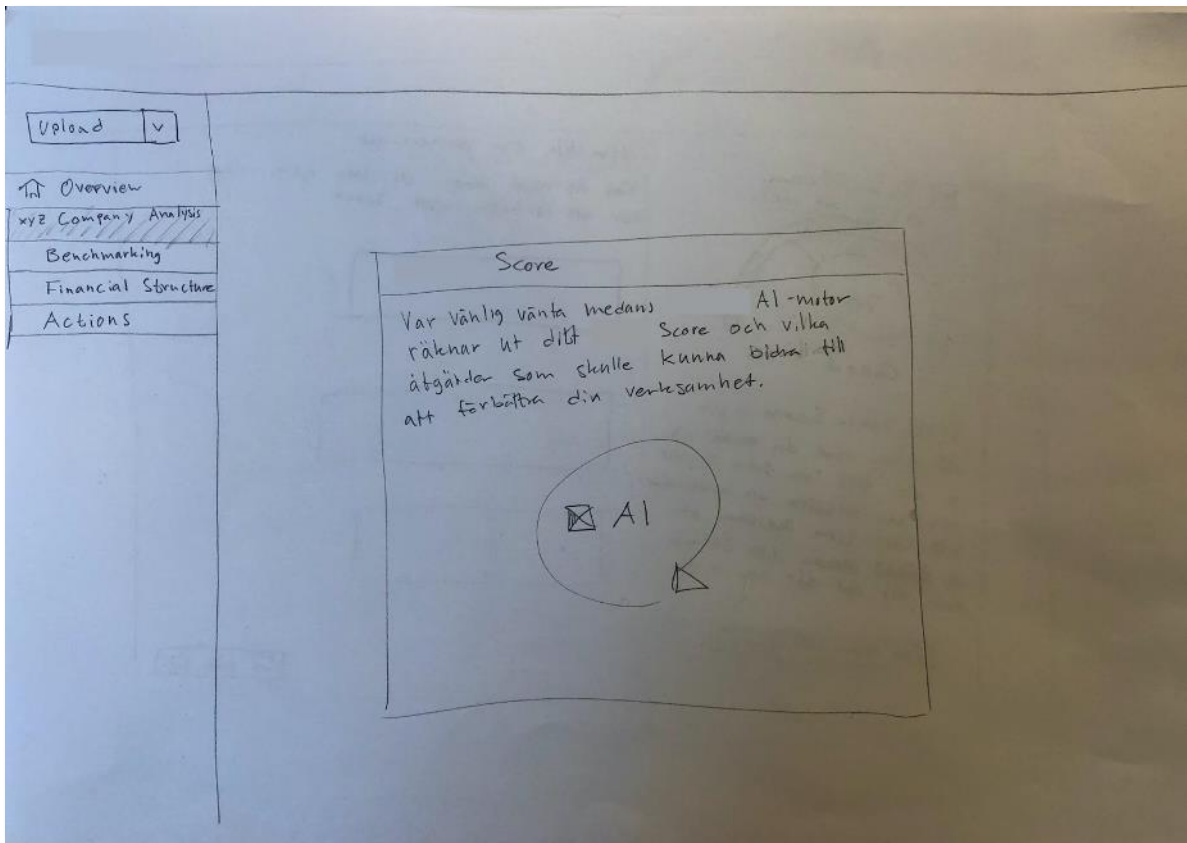 Upload
Overview
xyz Company Analysis
Benchmarking
Financial Structure
Actions
Score
Var vänlig vänta medans AI-motor
räknar ut ditt Score och vilka
åtgärder som skulle kunna bidra till
att förbättra din verksamhet.
AI